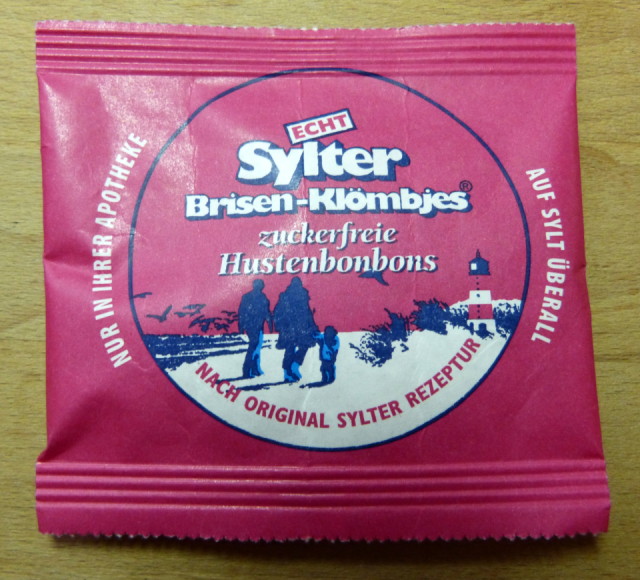 ECHT
Sylter
Brisen-Klömbjes®
zuckerfreie
Hustenbonbons
NUR IN IHRER APOTHEKE
AUF SYLT ÜBERALL
NACH ORIGINAL SYLTER REZEPTUR